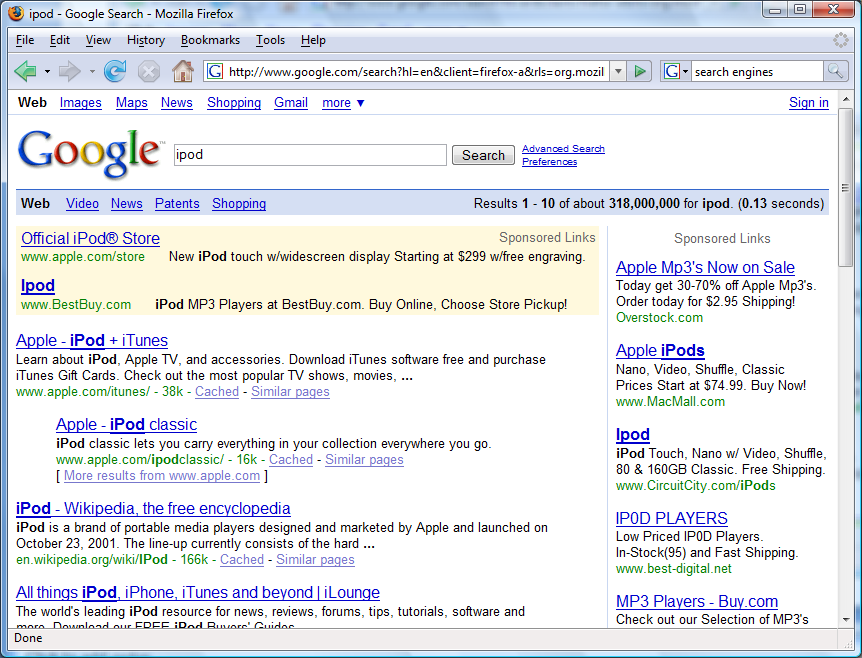 ipod - Google Search - Mozilla Firefox
File Edit View History Bookmarks Tools Help
G http://www.google.com/search?hl=en&client=firefox-a&rls=org.mozil G search engines
Web Images Maps News Shopping Gmail more ▼ Sign in
Google™ ipod Search Advanced Search
Preferences
Web Video News Patents Shopping Results 1 - 10 of about 318,000,000 for ipod. (0.13 seconds)
Official iPod® Store Sponsored Links
www.apple.com/store New iPod touch w/widescreen display Starting at $299 w/free engraving.
Ipod
www.BestBuy.com iPod MP3 Players at BestBuy.com. Buy Online, Choose Store Pickup!
Apple - iPod + iTunes
Learn about iPod, Apple TV, and accessories. Download iTunes software free and purchase
iTunes Gift Cards. Check out the most popular TV shows, movies, ...
www.apple.com/itunes/ - 38k - Cached - Similar pages
Apple - iPod classic
iPod classic lets you carry everything in your collection everywhere you go.
www.apple.com/ipodclassic/ - 16k - Cached - Similar pages
[ More results from www.apple.com ]
iPod - Wikipedia, the free encyclopedia
iPod is a brand of portable media players designed and marketed by Apple and launched on
October 23, 2001. The line-up currently consists of the hard ...
en.wikipedia.org/wiki/IPod - 166k - Cached - Similar pages
All things iPod, iPhone, iTunes and beyond | iLounge
The world's leading iPod resource for news, reviews, forums, tips, tutorials, software and
more. Download our FREE iPod Buyers' Guides.
Sponsored Links
Apple Mp3's Now on Sale
Today get 30-70% off Apple Mp3's.
Order today for $2.95 Shipping!
Overstock.com
Apple iPods
Nano, Video, Shuffle, Classic
Prices Start at $74.99. Buy Now!
www.MacMall.com
Ipod
iPod Touch, Nano w/ Video, Shuffle,
80 & 160GB Classic. Free Shipping.
www.CircuitCity.com/iPods
IP0D PLAYERS
Low Priced IP0D Players.
In-Stock(95) and Fast Shipping.
www.best-digital.net
MP3 Players - Buy.com
Check out our Selection of MP3's
Done